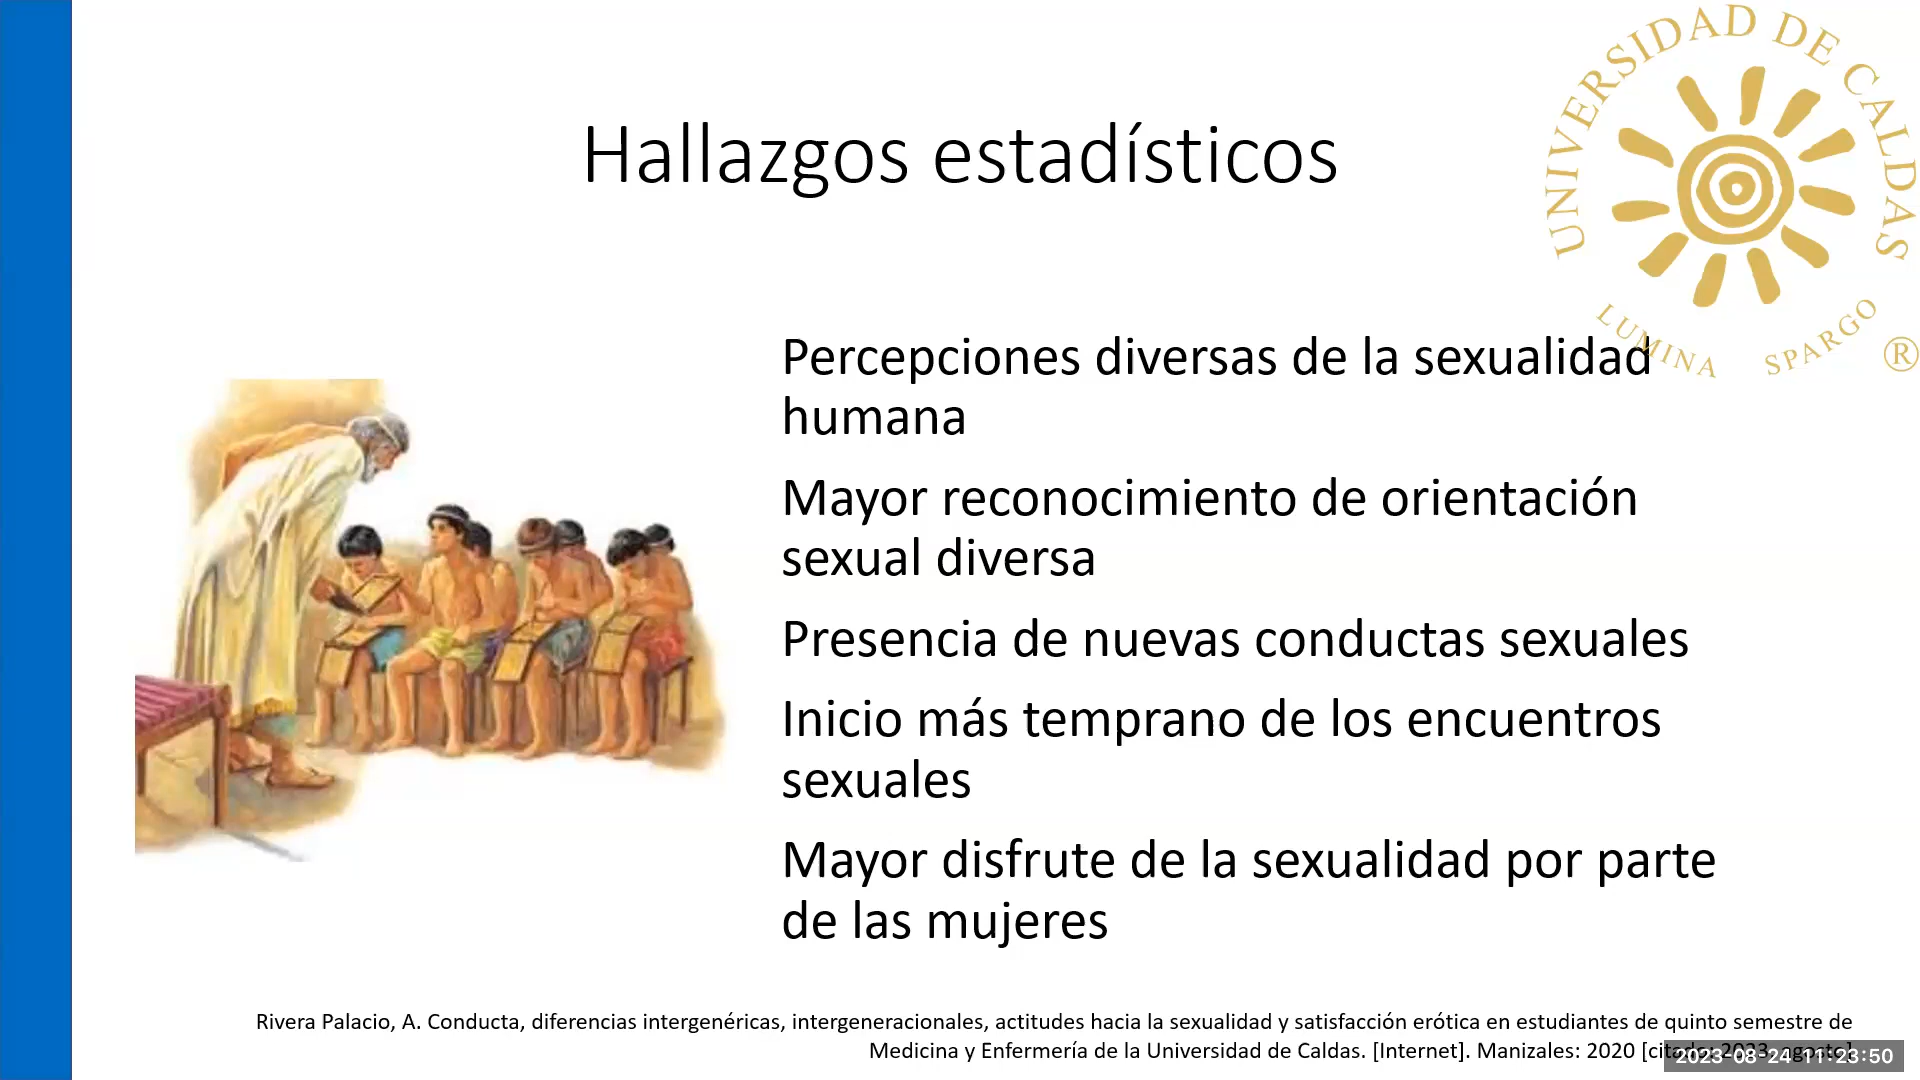 UNIVERSIDAD DE CALDAS
LUMINA SPARGO
®
Hallazgos estadísticos
Percepciones diversas de la sexualidad
humana
Mayor reconocimiento de orientación
sexual diversa
Presencia de nuevas conductas sexuales
Inicio más temprano de los encuentros
sexuales
Mayor disfrute de la sexualidad por parte
de las mujeres
Rivera Palacio, A. Conducta, diferencias intergenéricas, intergeneracionales, actitudes hacia la sexualidad y satisfacción erótica en estudiantes de quinto semestre de
Medicina y Enfermería de la Universidad de Caldas. [Internet]. Manizales: 2020 [citado: 2023, agosto]
2023-08-24 11:23:50